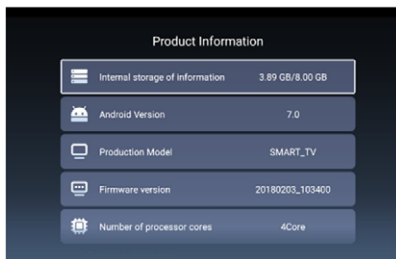 Product Information
Internal storage of information 3.89 GB/8.00 GB
Android Version 7.0
Production Model SMART_TV
Firmware version 20180203_103400
Number of processor cores 4Core